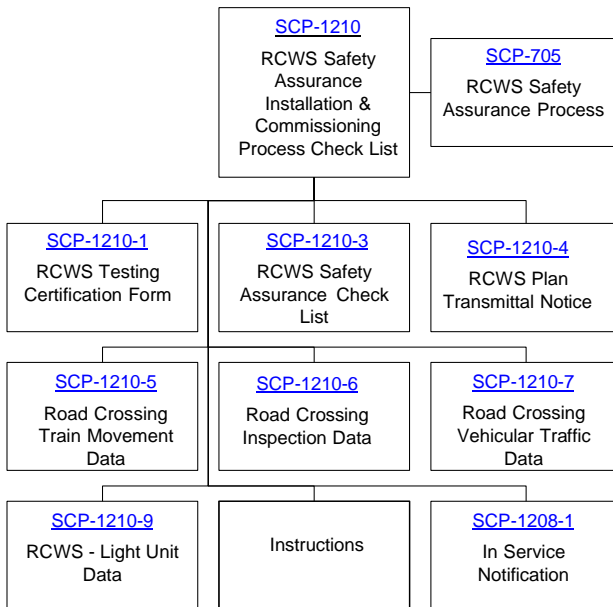 SCP-1210
RCWS Safety
Assurance
Installation &
Commissioning
Process Check List
SCP-705
RCWS Safety
Assurance Process
SCP-1210-1
RCWS Testing
Certification Form
SCP-1210-3
RCWS Safety
Assurance Check
List
SCP-1210-4
RCWS Plan
Transmittal Notice
SCP-1210-5
Road Crossing
Train Movement
Data
SCP-1210-6
Road Crossing
Inspection Data
SCP-1210-7
Road Crossing
Vehicular Traffic
Data
SCP-1210-9
RCWS - Light Unit
Data
Instructions
SCP-1208-1
In Service
Notification